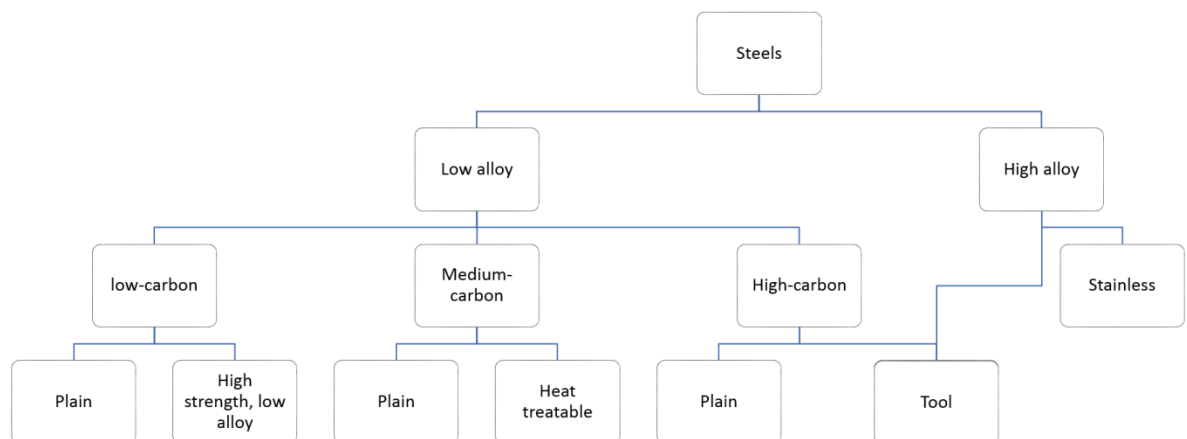 Steels
Low alloy
High alloy
low-carbon
Medium-
carbon
High-carbon
Stainless
Plain
High
strength, low
alloy
Plain
Heat
treatable
Plain
Tool